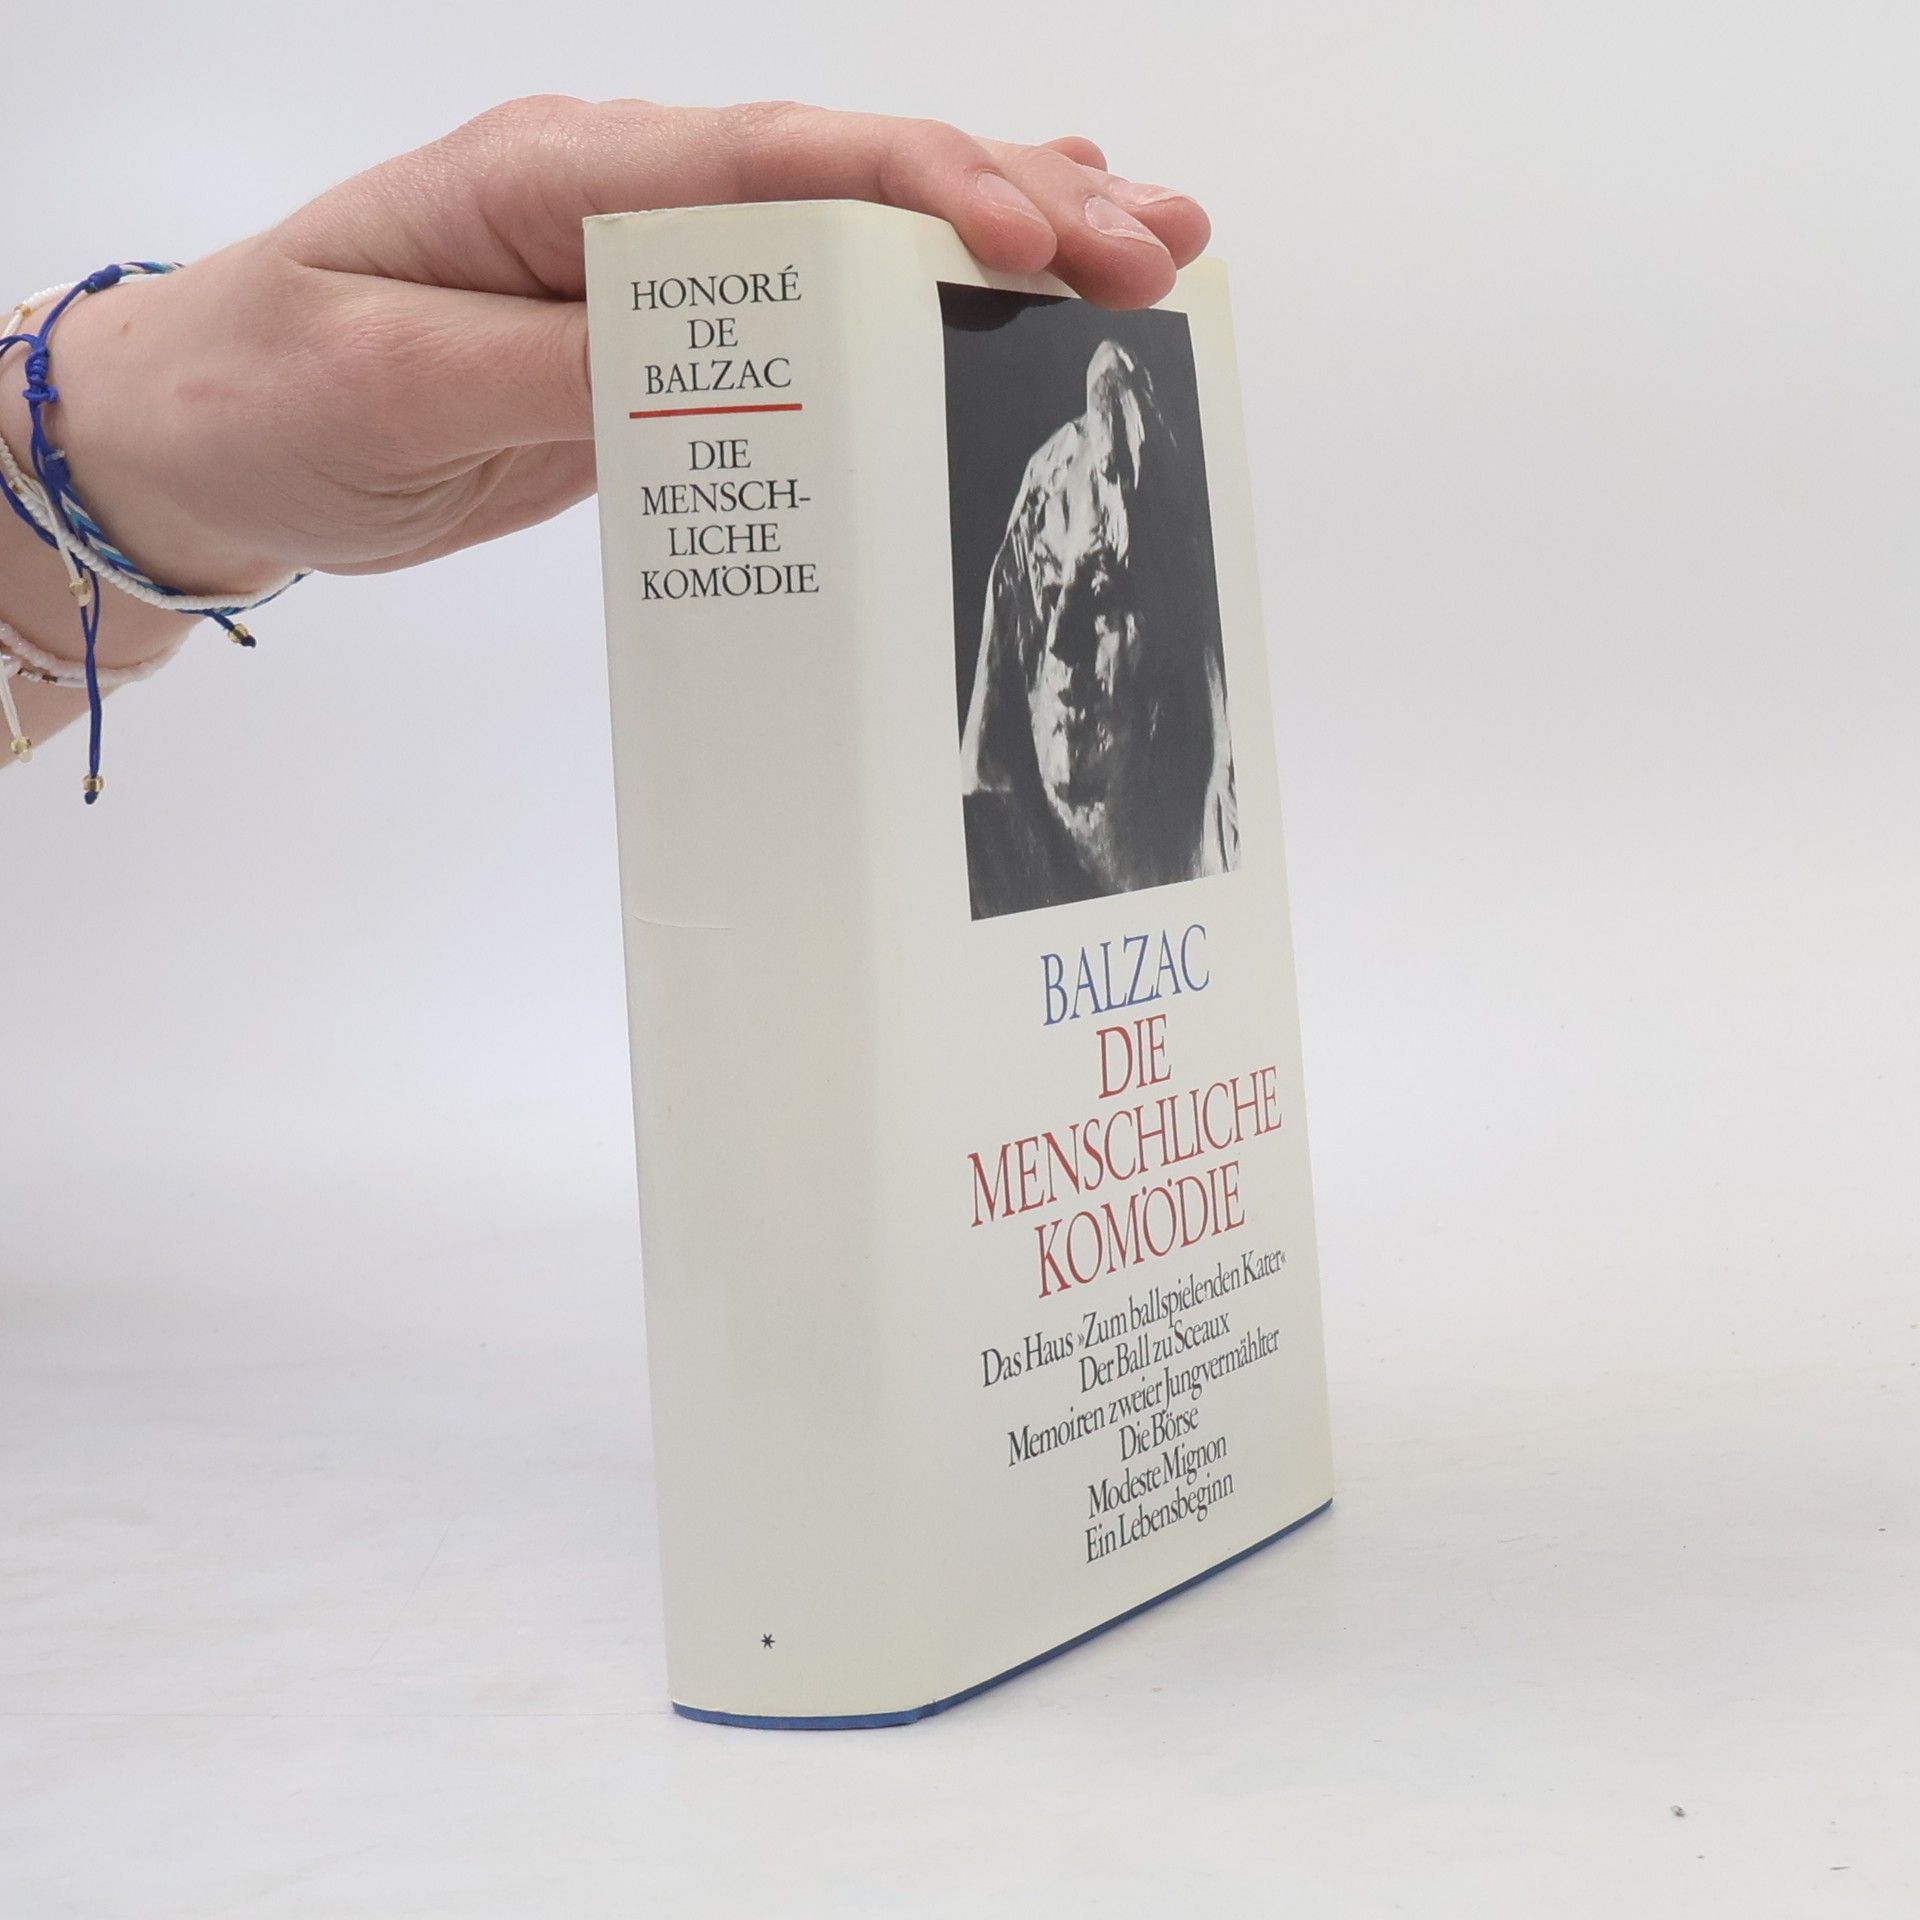 HONORÉ
DE
BALZAC
DIE
MENSCH-
LICHE
KOMÖDIE
*
BALZAC
DIE
MENSCHLICHE
KOMÖDIE
Das Haus »Zum ballspielenden Kater«
Der Ball zu Sceaux
Memoiren zweier Jungvermählter
Die Börse
Modeste Mignon
Ein Lebensbeginn